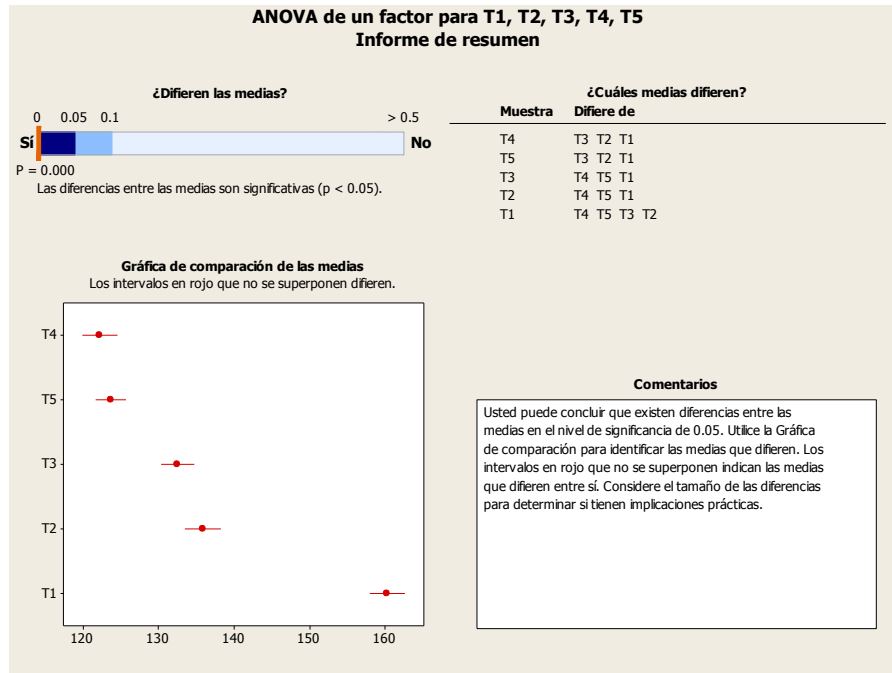 ANOVA de un factor para T1, T2, T3, T4, T5
Informe de resumen
¿Difieren las medias?
0 0.05 0.1 > 0.5
Sí No
P = 0.000
Las diferencias entre las medias son significativas (p < 0.05).
¿Cuáles medias difieren?
Muestra Difiere de
T4 T3 T2 T1
T5 T3 T2 T1
T3 T4 T5 T1
T2 T4 T5 T1
T1 T4 T5 T3 T2
Gráfica de comparación de las medias
Los intervalos en rojo que no se superponen difieren.
T4
T5
T3
T2
T1
120 130 140 150 160
Comentarios
Usted puede concluir que existen diferencias entre las
medias en el nivel de significancia de 0.05. Utilice la Gráfica
de comparación para identificar las medias que difieren. Los
intervalos en rojo que no se superponen indican las medias
que difieren entre sí. Considere el tamaño de las diferencias
para determinar si tienen implicaciones prácticas.